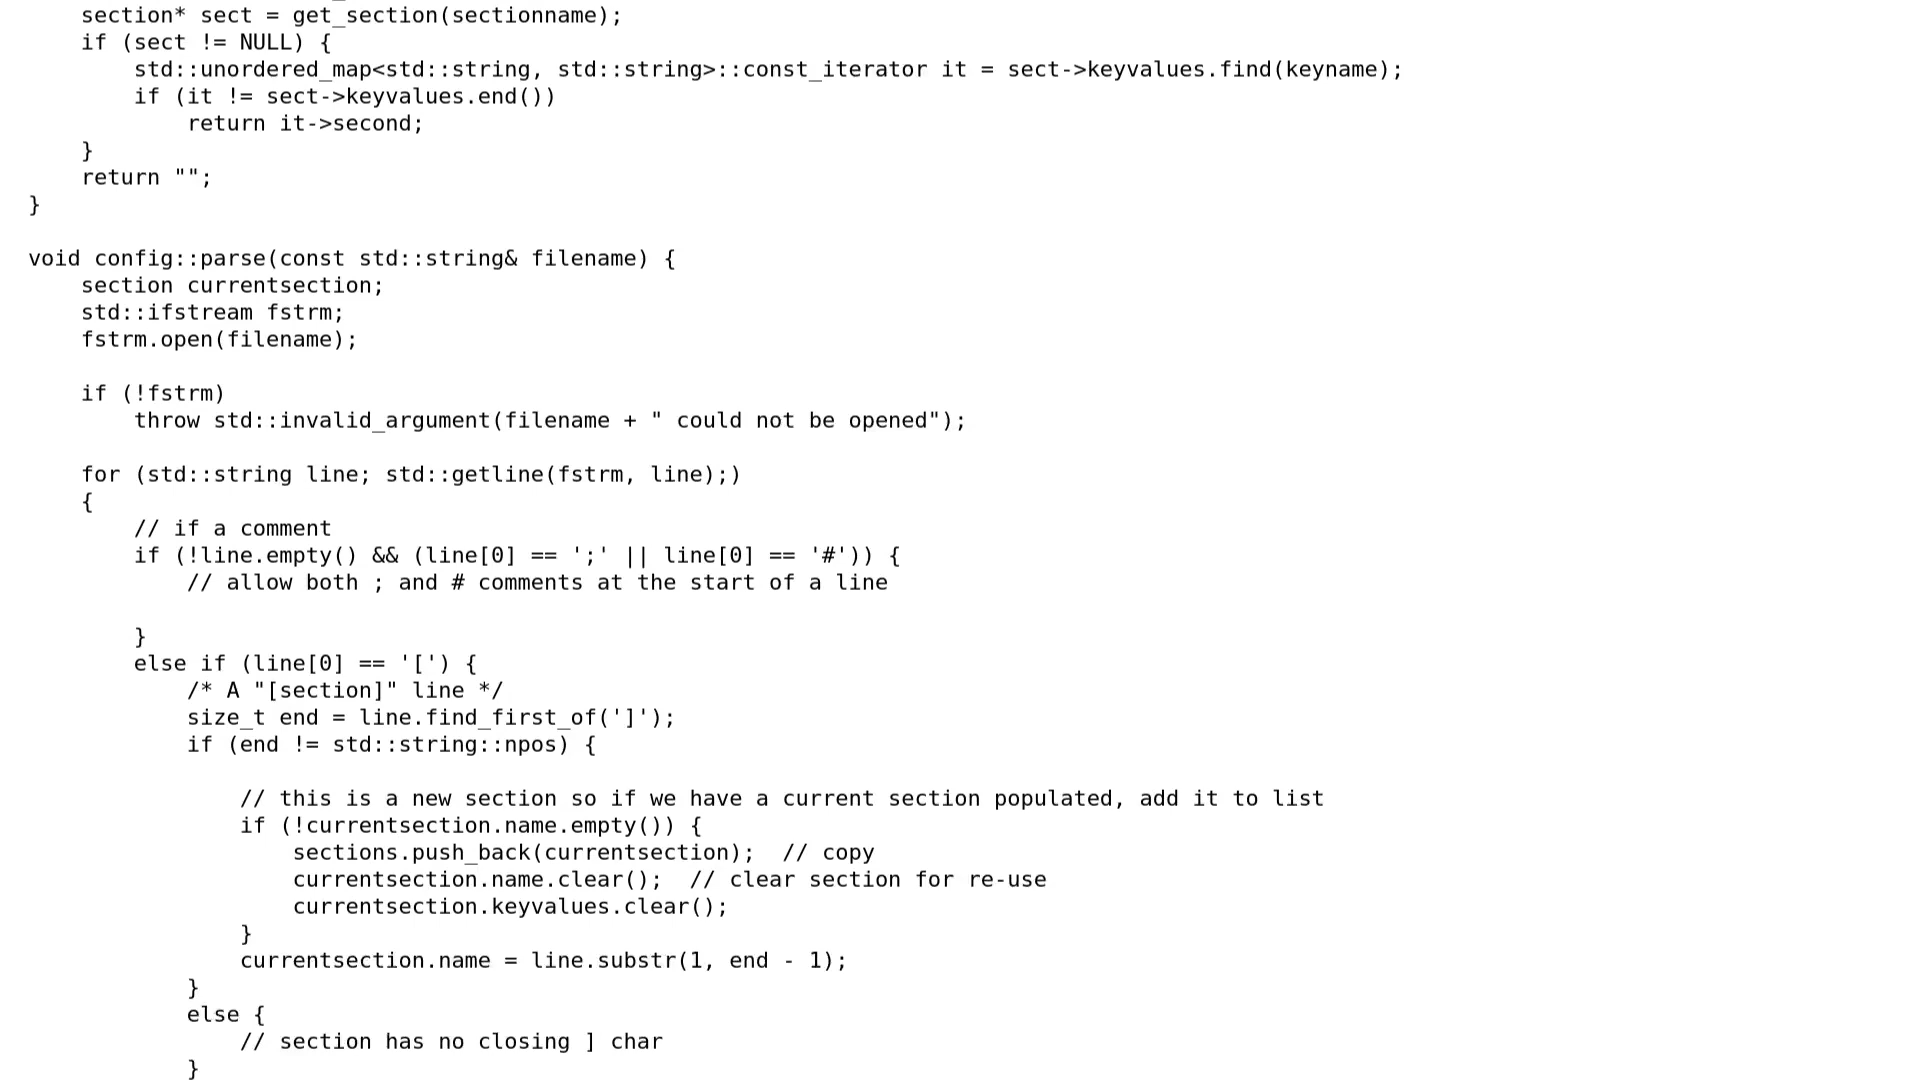 section* sect = get_section(sectionname);
if (sect != NULL) {
std::unordered_map<std::string, std::string>::const_iterator it = sect->keyvalues.find(keyname);
if (it != sect->keyvalues.end())
return it->second;
}
return "";
}
void config::parse(const std::string& filename) {
section currentsection;
std::ifstream fstrm;
fstrm.open(filename);
if (!fstrm)
throw std::invalid_argument(filename + " could not be opened");
for (std::string line; std::getline(fstrm, line);)
{
// if a comment
if (!line.empty() && (line[0] == ';' || line[0] == '#')) {
// allow both ; and # comments at the start of a line
}
else if (line[0] == '[') {
/* A "[section]" line */
size_t end = line.find_first_of(']');
if (end != std::string::npos) {
// this is a new section so if we have a current section populated, add it to list
if (!currentsection.name.empty()) {
sections.push_back(currentsection);  // copy
currentsection.name.clear();  // clear section for re-use
currentsection.keyvalues.clear();
}
currentsection.name = line.substr(1, end - 1);
}
else {
// section has no closing ] char
}